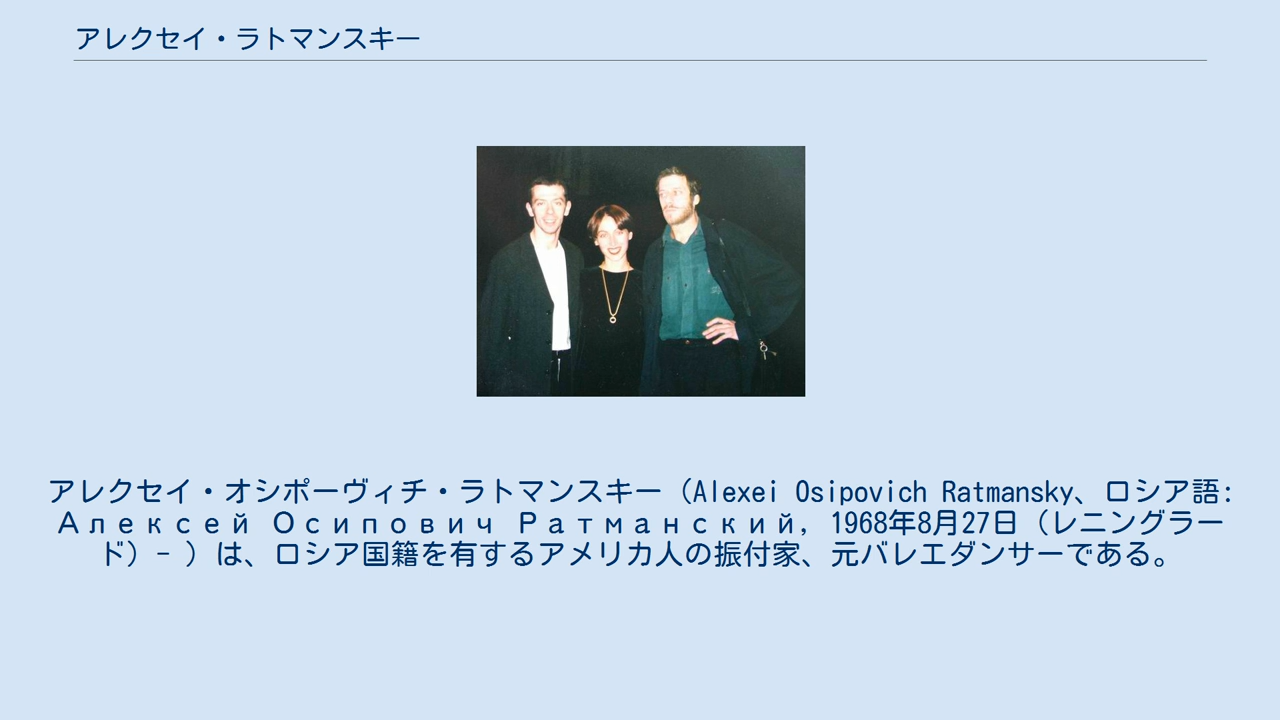 アレクセイ・ラトマンスキー
アレクセイ・オシポーヴィチ・ラトマンスキー（Alexei Osipovich Ratmansky、ロシア語:
Алексей Осипович Ратманский, 1968年8月27日（レニングラー
ド）- ）は、ロシア国籍を有するアメリカ人の振付家、元バレエダンサーである。